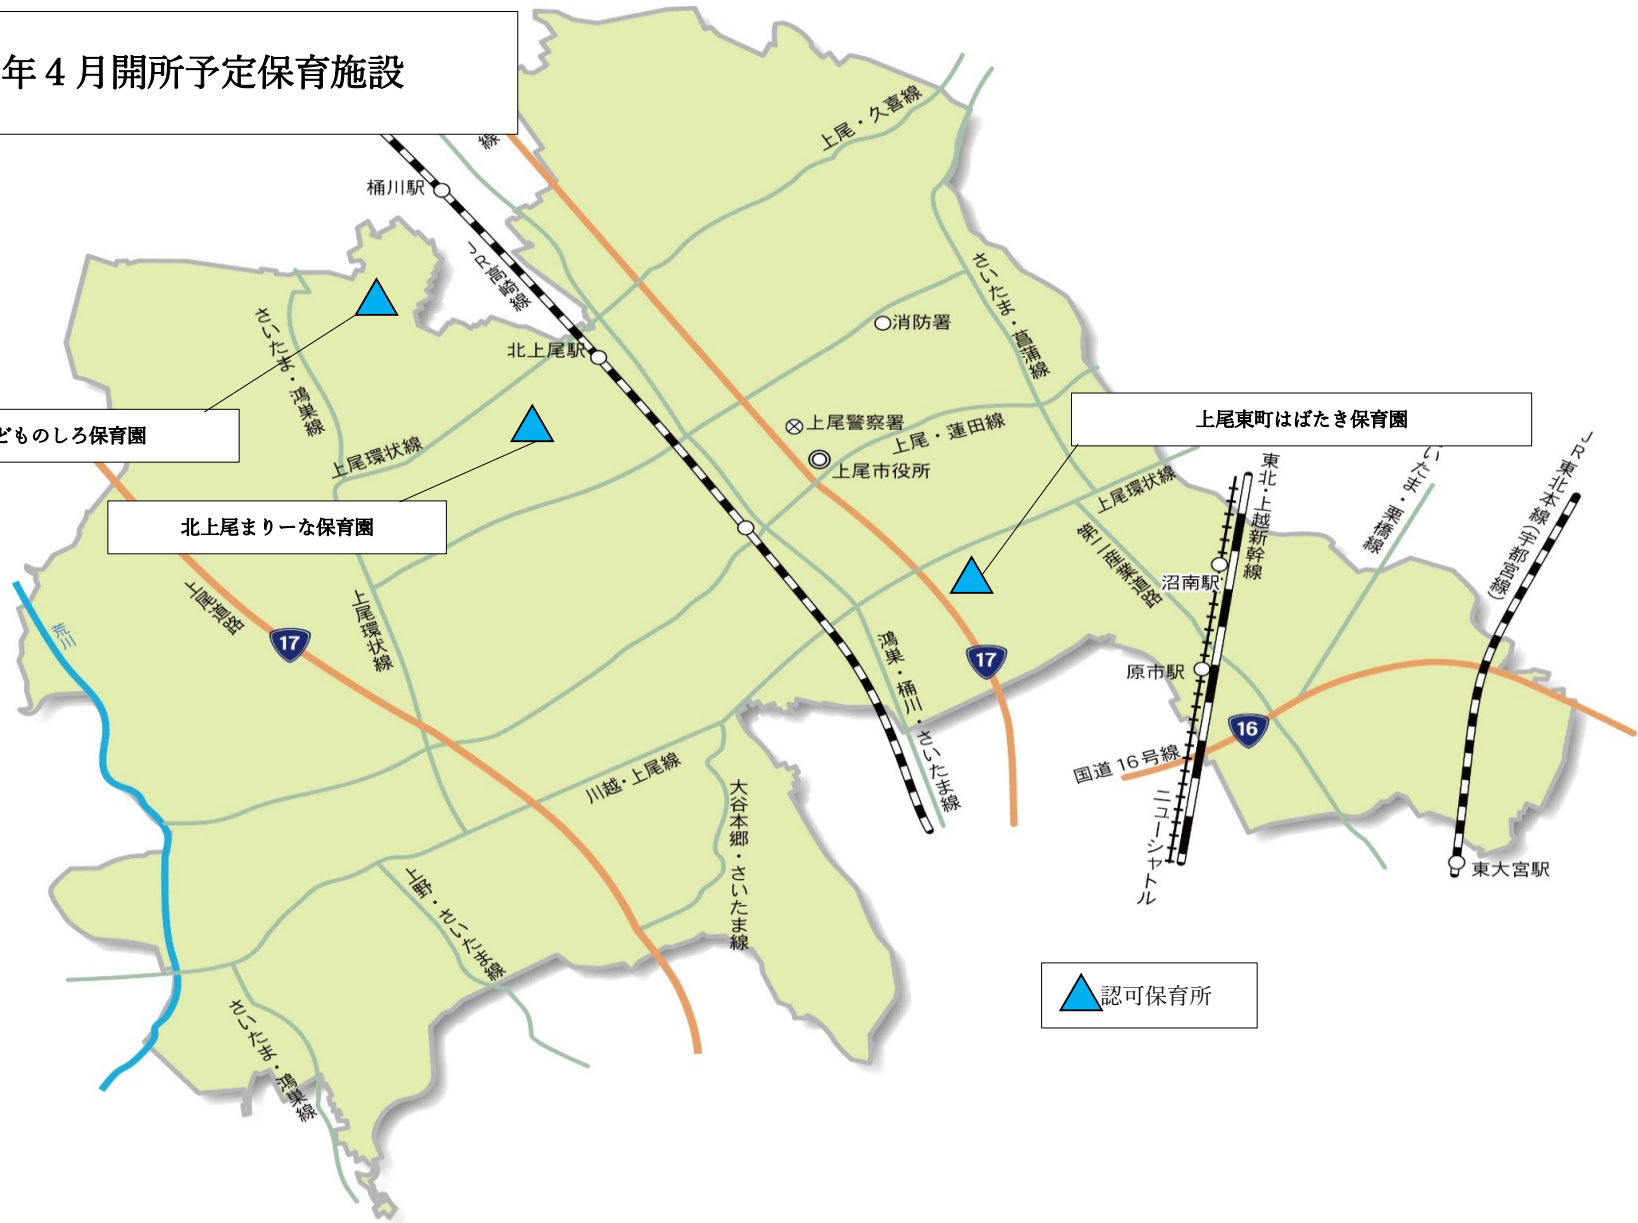 年４月開所予定保育施設
線
上尾・久喜線
桶川駅
ＪＲ高崎線
さいたま・菖蒲線
さいたま・鴻巣線
消防署
北上尾駅
上尾警察署
上尾・蓮田線
上尾東町はばたき保育園
どものしろ保育園
上尾環状線
上尾市役所
上尾環状線
東北・上越新幹線
いたま・栗橋線
ＪＲ東北本線(宇都宮線)
北上尾まりーな保育園
第二産業道路
沼南駅
上尾道路
荒川
上尾環状線
17
鴻巣・桶川・さいたま線
17
原市駅
16
国道16号線
川越・上尾線
大谷本郷・さいたま線
ニューシャトル
上野・さいたま線
東大宮駅
さいたま・鴻巣線
認可保育所